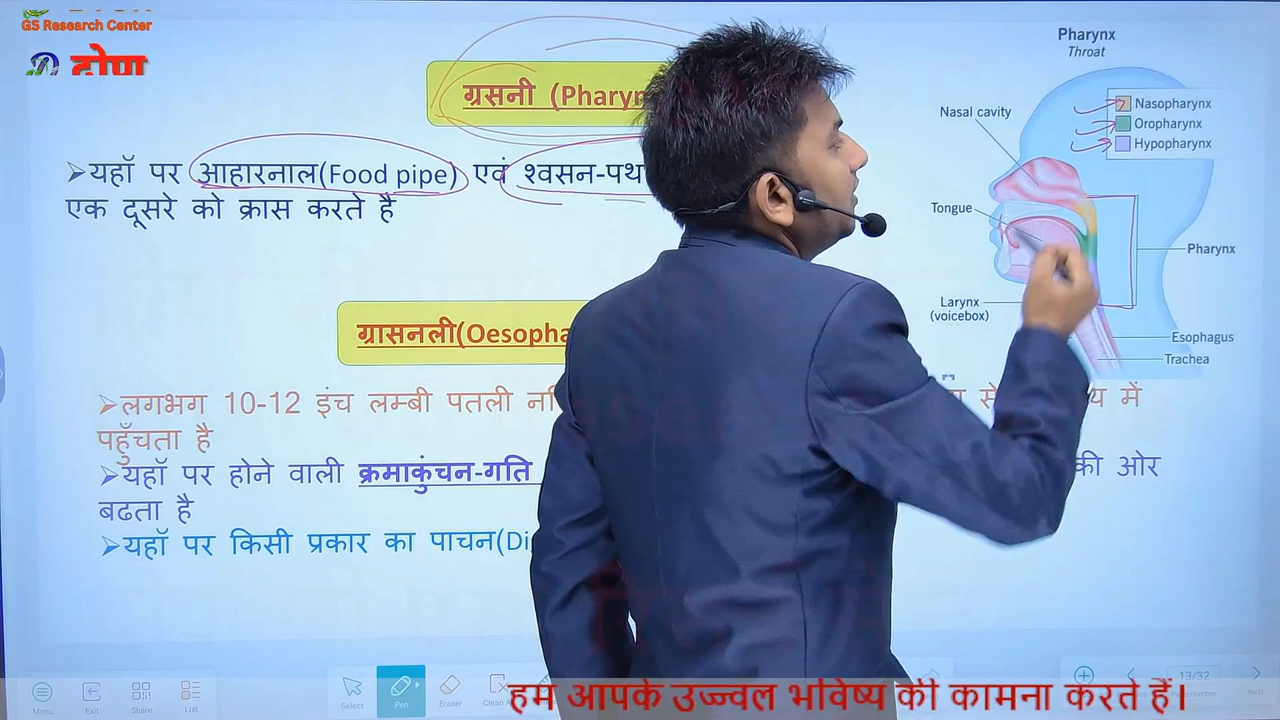 GS Research Center
द्रोण
ग्रसनी (Pharyn
यहाँ पर आहारनाल(Food pipe) एवं श्वसन-पथ
एक दूसरे को क्रास करते है
ग्रासनली(Oesopha
लगभग 10-12 इंच लम्बी पतली
पहुँचता है
यहाँ पर होने वाली क्रमाकुंचन-गति
की ओर
बढता है
यहाँ पर किसी प्रकार का पाचन(Di
Pharynx
Throat
Nasal cavity
Nasopharynx
Oropharynx
Hypopharynx
Tongue
Pharynx
Larynx
(voicebox)
Esophagus
Trachea
Menu
Exit
Share
List
Select
Pen
Eraser
13/32
Next
हम आपके उज्ज्वल भविष्य की कामना करते हैं।